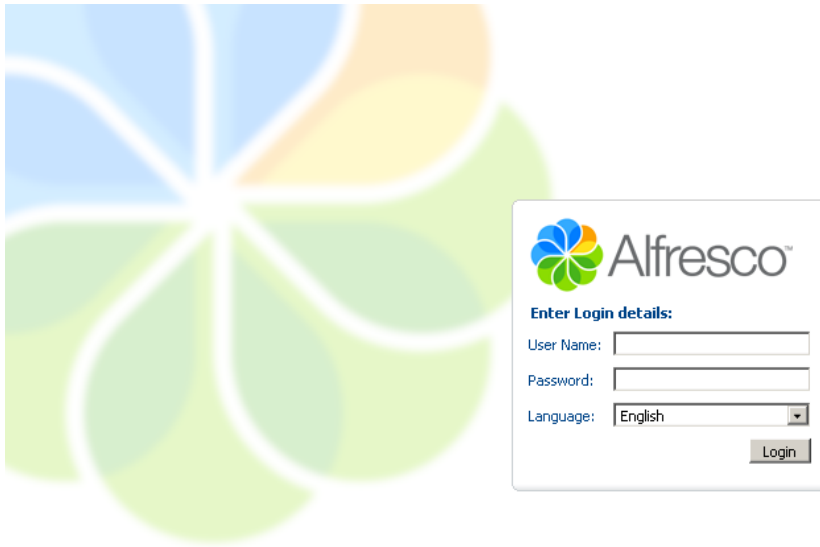 Alfresco™
Enter Login details:
User Name:
Password:
Language: English
Login